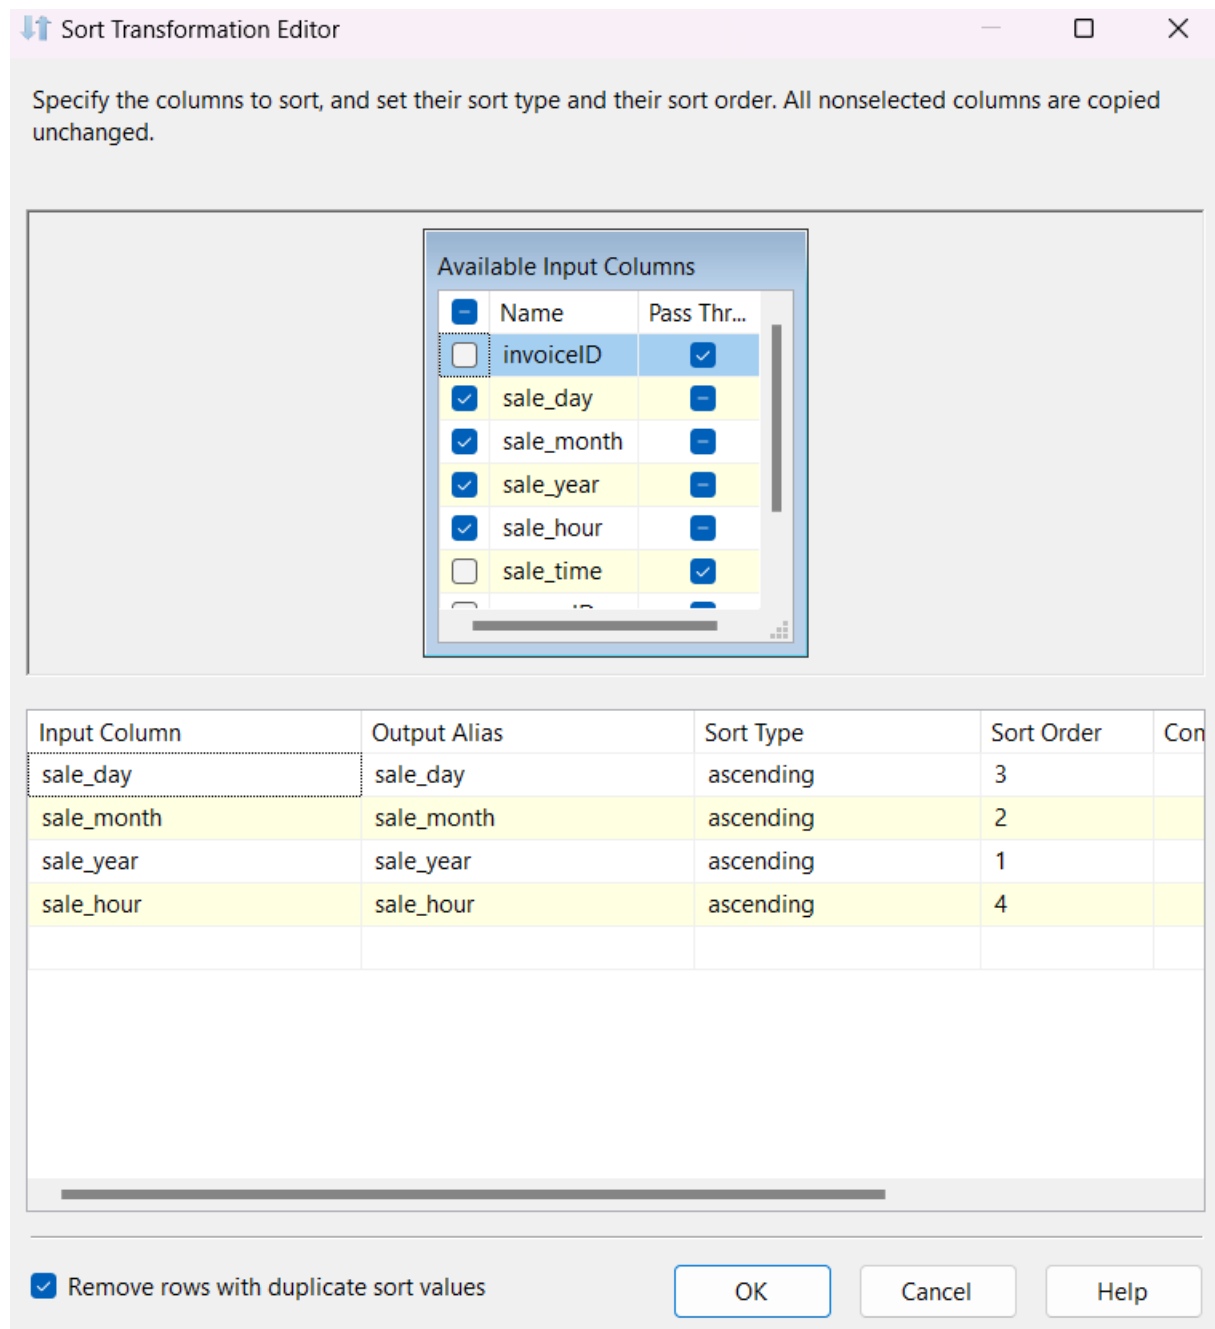 Sort Transformation Editor
Specify the columns to sort, and set their sort type and their sort order. All nonselected columns are copied
unchanged.
Available Input Columns
Name Pass Thr...
invoiceID
sale_day
sale_month
sale_year
sale_hour
sale_time
Input Column Output Alias Sort Type Sort Order Con
sale_day sale_day ascending 3
sale_month sale_month ascending 2
sale_year sale_year ascending 1
sale_hour sale_hour ascending 4
Remove rows with duplicate sort values OK Cancel Help